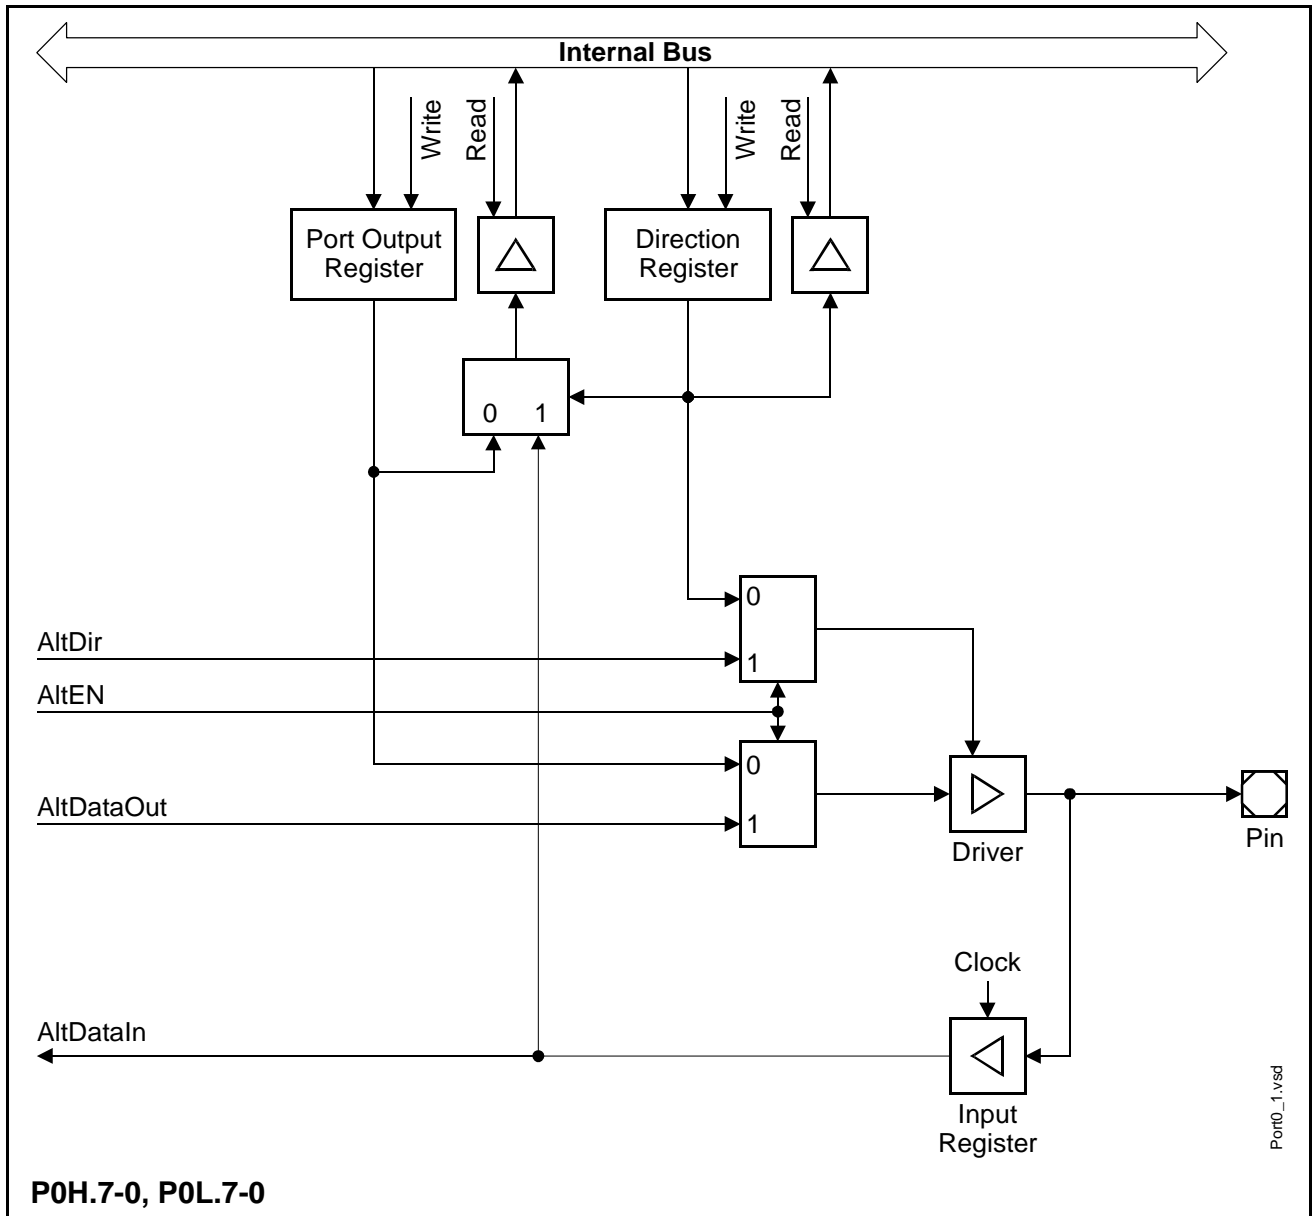 Internal Bus
Write
Read
Write
Read
Port Output
Register
Direction
Register
0 1
0
AltDir
1
AltEN
0
AltDataOut
1
Driver
Pin
Clock
AltDataIn
Input
Register
Port0_1.vsd
P0H.7-0, P0L.7-0